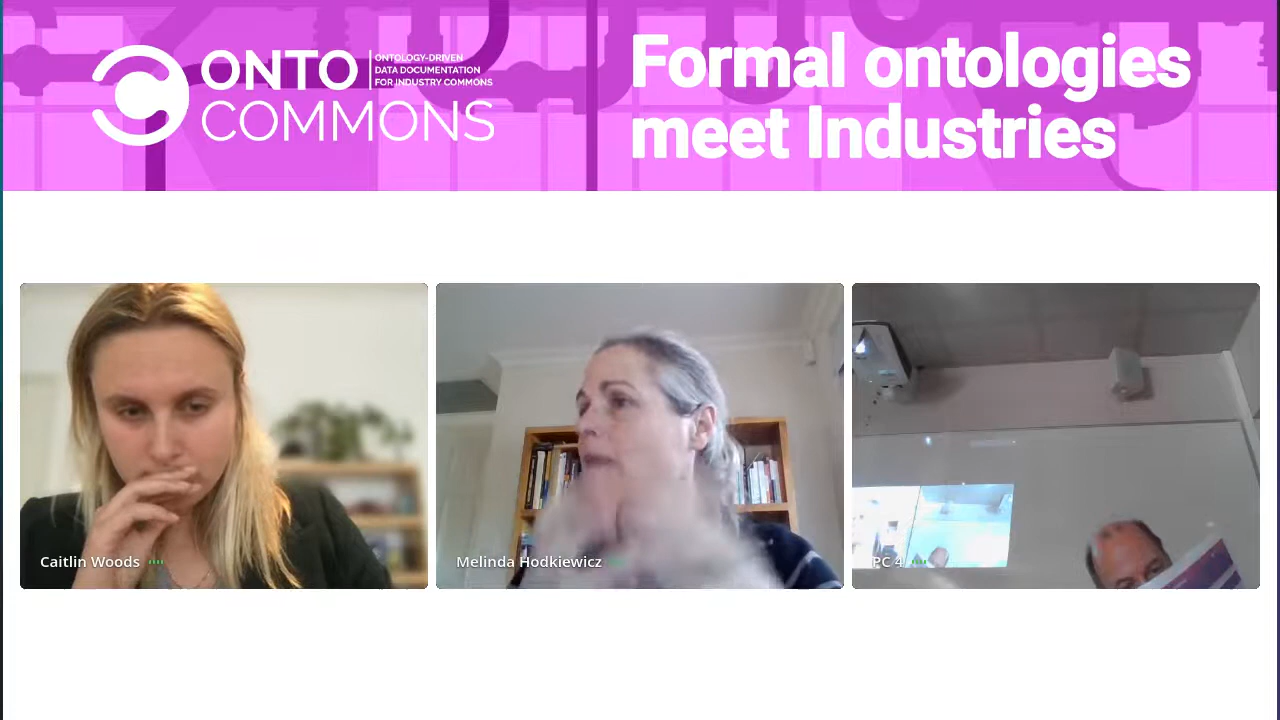 ONTO
COMMONS
ONTOLOGY-DRIVEN
DATA DOCUMENTATION
FOR INDUSTRY COMMONS
Formal ontologies
meet Industries
Caitlin Woods
Melinda Hodkiewicz
PC 4